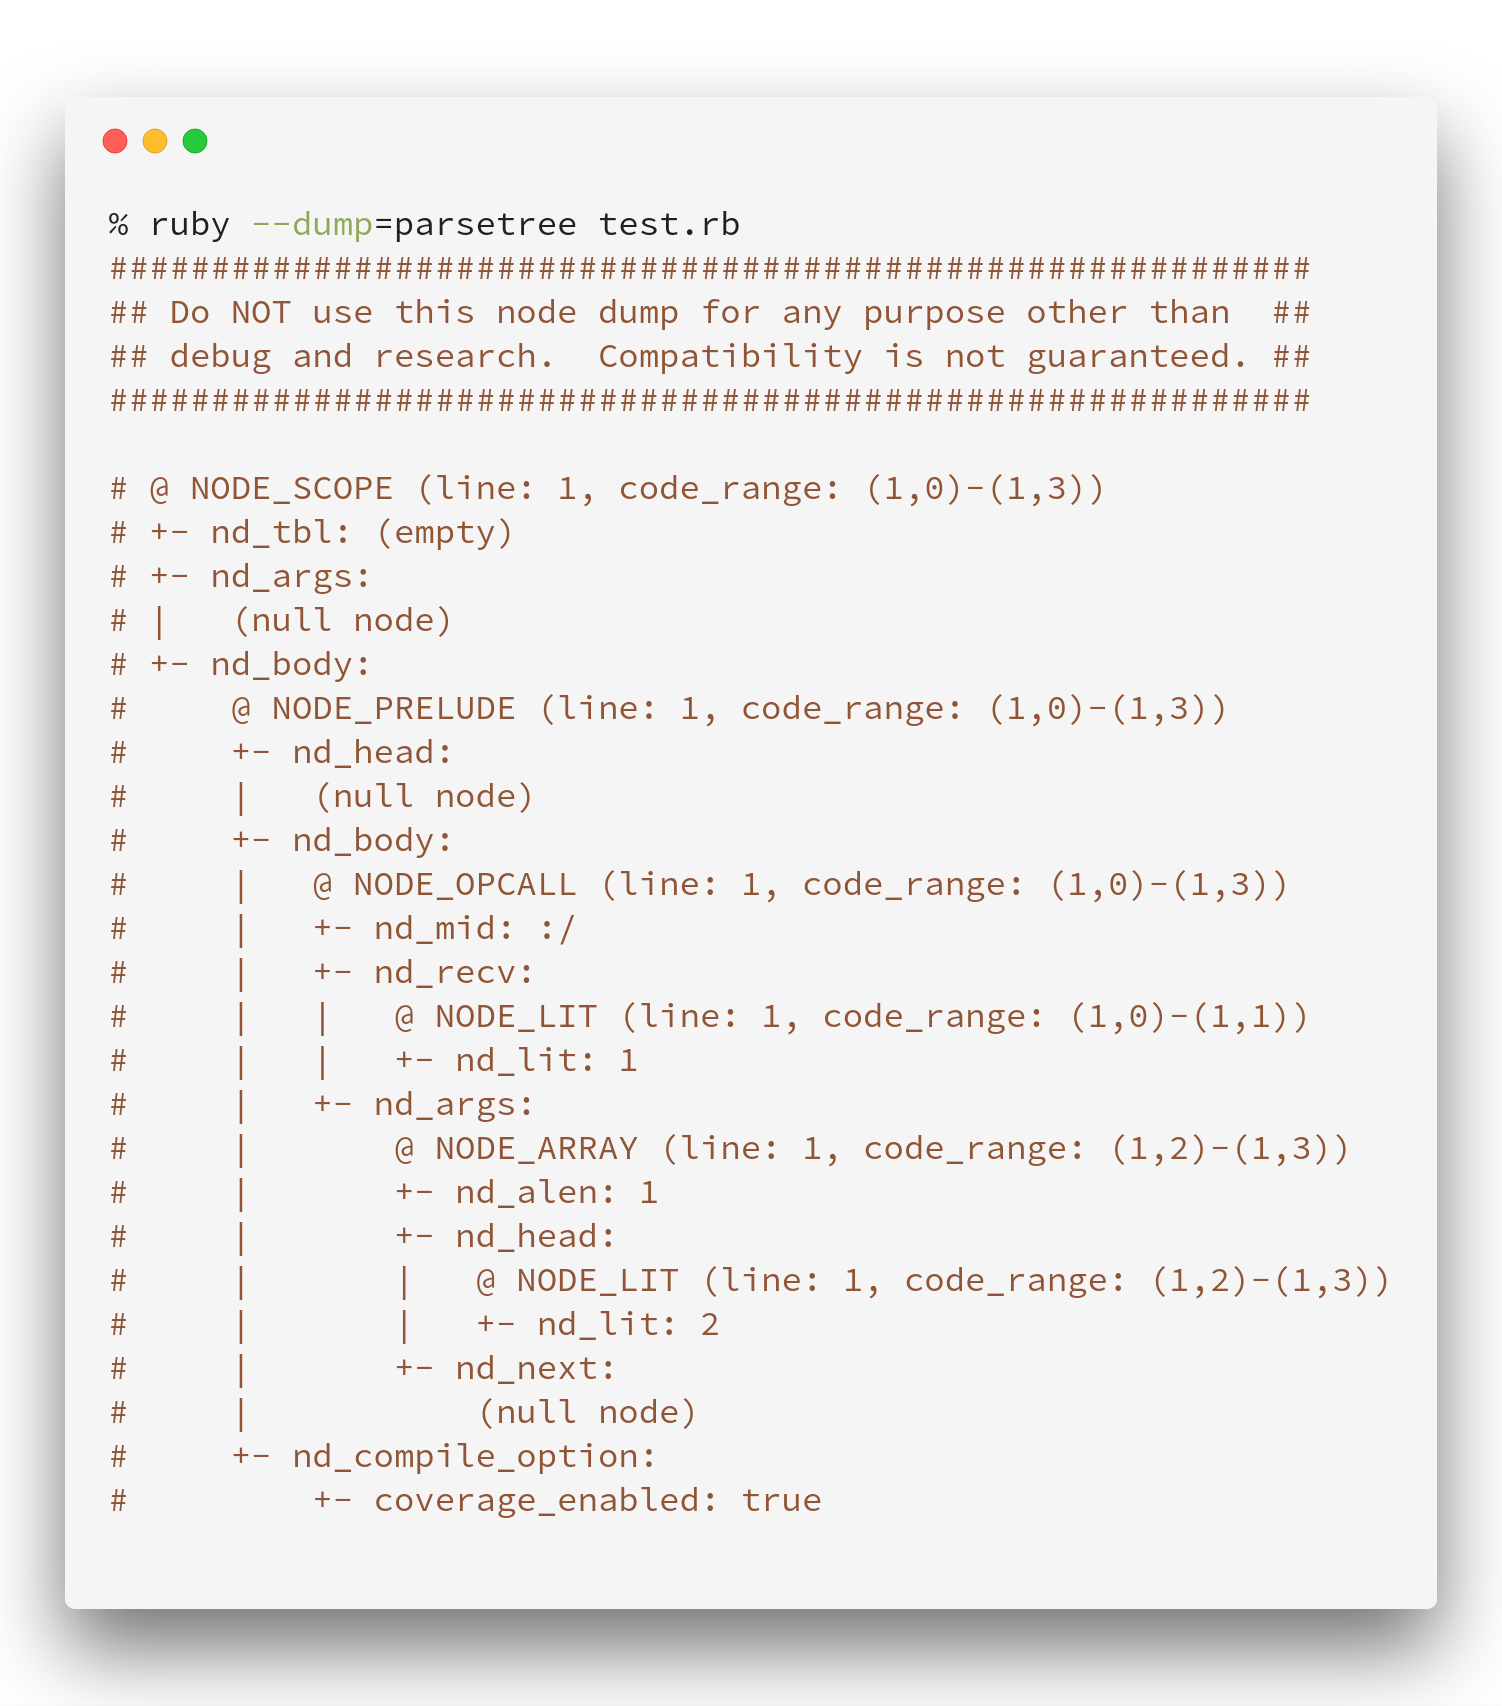 % ruby --dump=parsetree test.rb
###########################################################
## Do NOT use this node dump for any purpose other than  ##
## debug and research.  Compatibility is not guaranteed. ##
###########################################################

# @ NODE_SCOPE (line: 1, code_range: (1,0)-(1,3))
# +- nd_tbl: (empty)
# +- nd_args:
# |   (null node)
# +- nd_body:
#     @ NODE_PRELUDE (line: 1, code_range: (1,0)-(1,3))
#     +- nd_head:
#     |   (null node)
#     +- nd_body:
#     |   @ NODE_OPCALL (line: 1, code_range: (1,0)-(1,3))
#     |   +- nd_mid: :/
#     |   +- nd_recv:
#     |   |   @ NODE_LIT (line: 1, code_range: (1,0)-(1,1))
#     |   |   +- nd_lit: 1
#     |   +- nd_args:
#     |       @ NODE_ARRAY (line: 1, code_range: (1,2)-(1,3))
#     |       +- nd_alen: 1
#     |       +- nd_head:
#     |       |   @ NODE_LIT (line: 1, code_range: (1,2)-(1,3))
#     |       |   +- nd_lit: 2
#     |       +- nd_next:
#     |           (null node)
#     +- nd_compile_option:
#         +- coverage_enabled: true